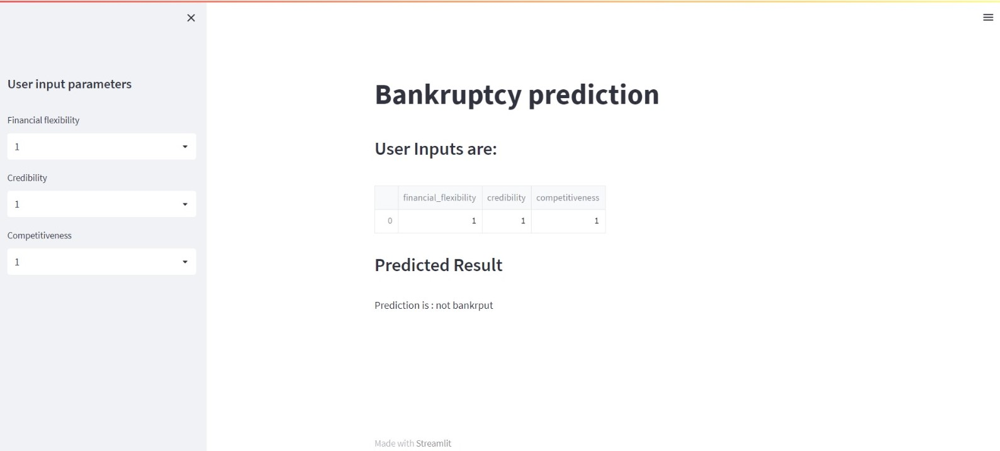 User input parameters
Financial flexibility
1
Credibility
1
Competitiveness
1
Bankruptcy prediction
User Inputs are:
financial_flexibility credibility competitiveness
0 1 1 1
Predicted Result
Prediction is : not bankrput
Made with Streamlit